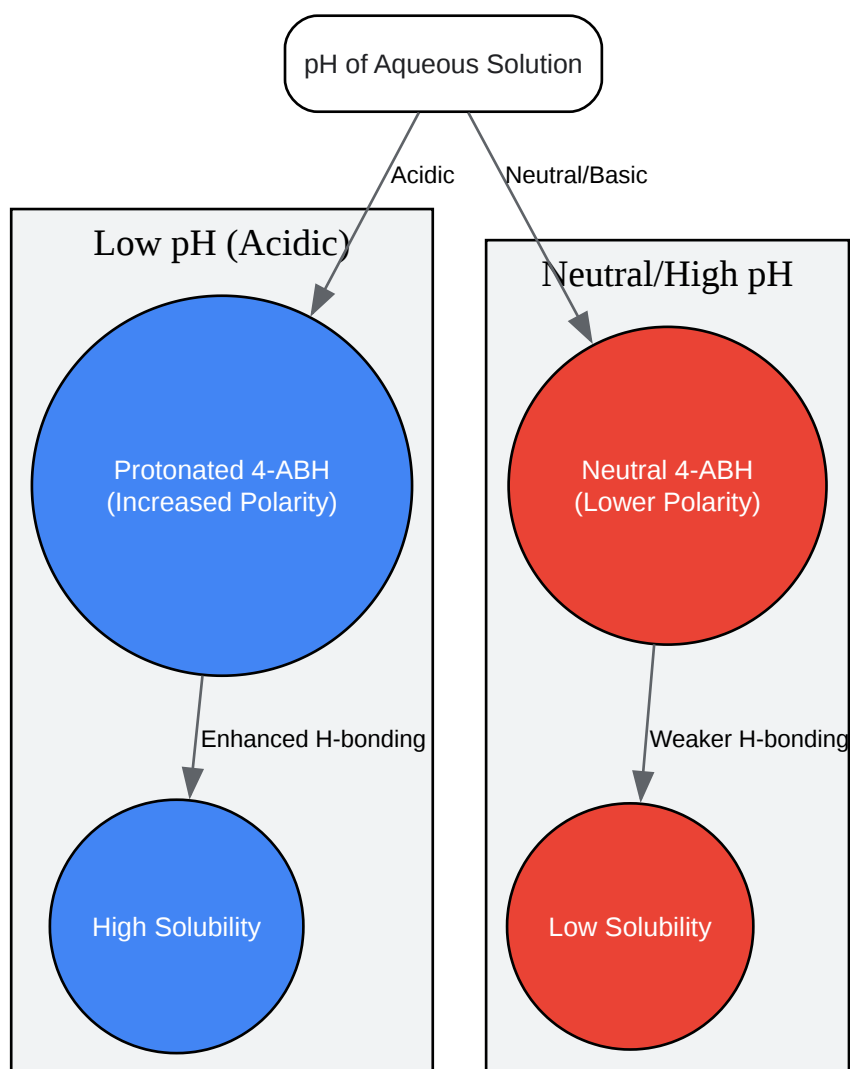 pH of Aqueous Solution
Acidic
Neutral/Basic
Low pH (Acidic)
Neutral/High pH
Protonated 4-ABH
(Increased Polarity)
Neutral 4-ABH
(Lower Polarity)
Enhanced H-bonding
Weaker H-bonding
High Solubility
Low Solubility